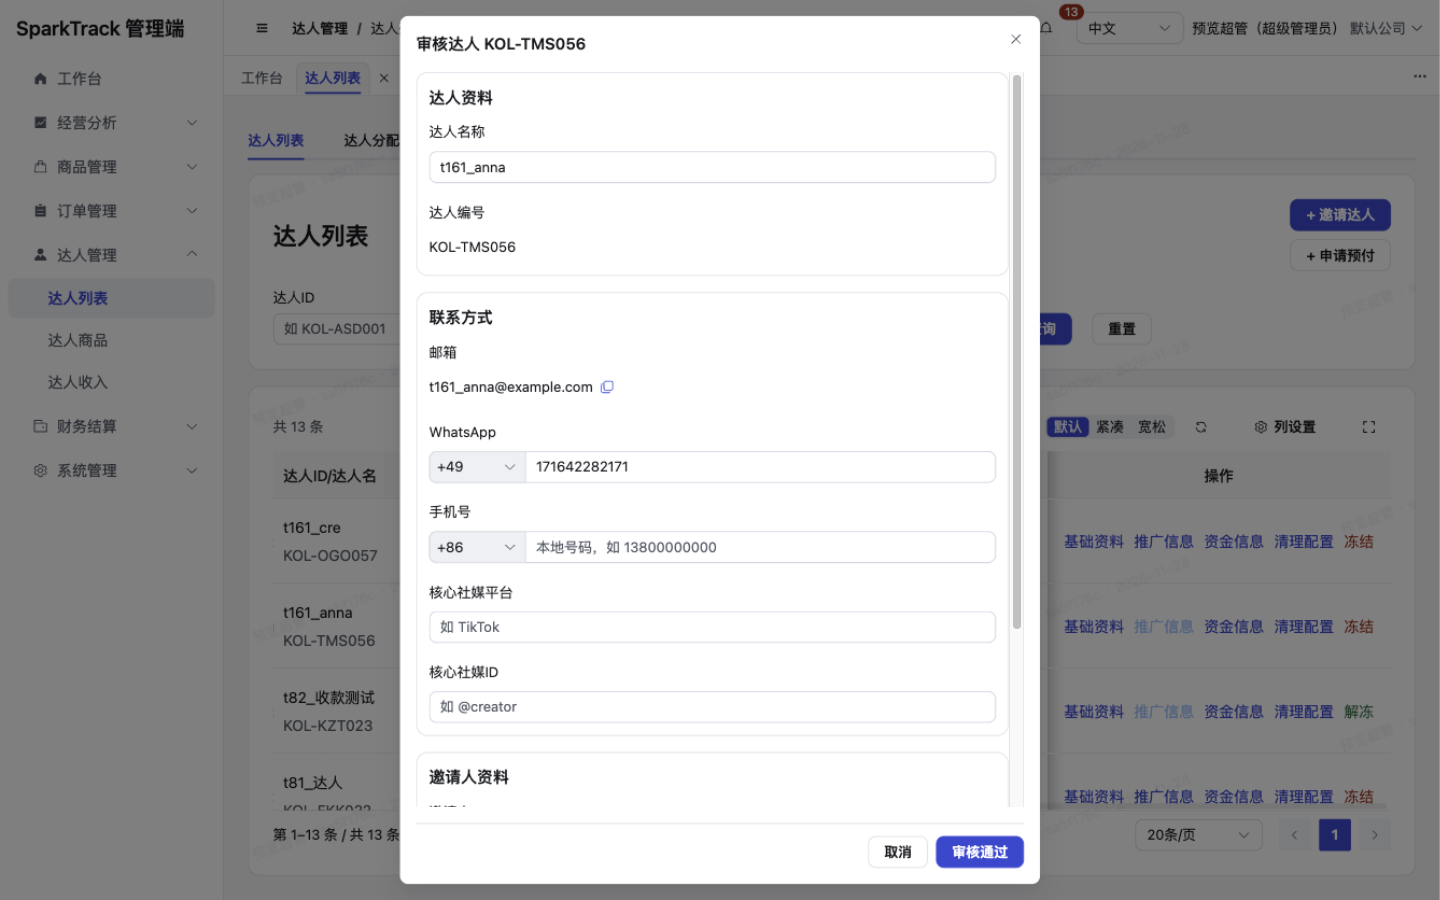 SparkTrack 管理端
工作台
经营分析
商品管理
订单管理
达人管理
达人列表
达人商品
达人收入
财务结算
系统管理
达人管理 / 达人
13
中文
预览超管（超级管理员）
默认公司
工作台
达人列表
达人列表
达人分配
达人列表
+ 邀请达人
+ 申请预付
达人ID
如 KOL-ASD001
询
重置
共 13 条
默认 紧凑 宽松
列设置
达人ID/达人名
操作
t161_cre
KOL-OGO057
基础资料 推广信息 资金信息 清理配置 冻结
t161_anna
KOL-TMS056
基础资料 推广信息 资金信息 清理配置 冻结
t82_收款测试
KOL-KZT023
基础资料 推广信息 资金信息 清理配置 解冻
t81_达人
基础资料 推广信息 资金信息 清理配置 冻结
第 1–13 条 / 共 13 条
20条/页
1
审核达人 KOL-TMS056
达人资料
达人名称
t161_anna
达人编号
KOL-TMS056
联系方式
邮箱
t161_anna@example.com
WhatsApp
+49
171642282171
手机号
+86
本地号码，如 13800000000
核心社媒平台
如 TikTok
核心社媒ID
如 @creator
邀请人资料
取消
审核通过